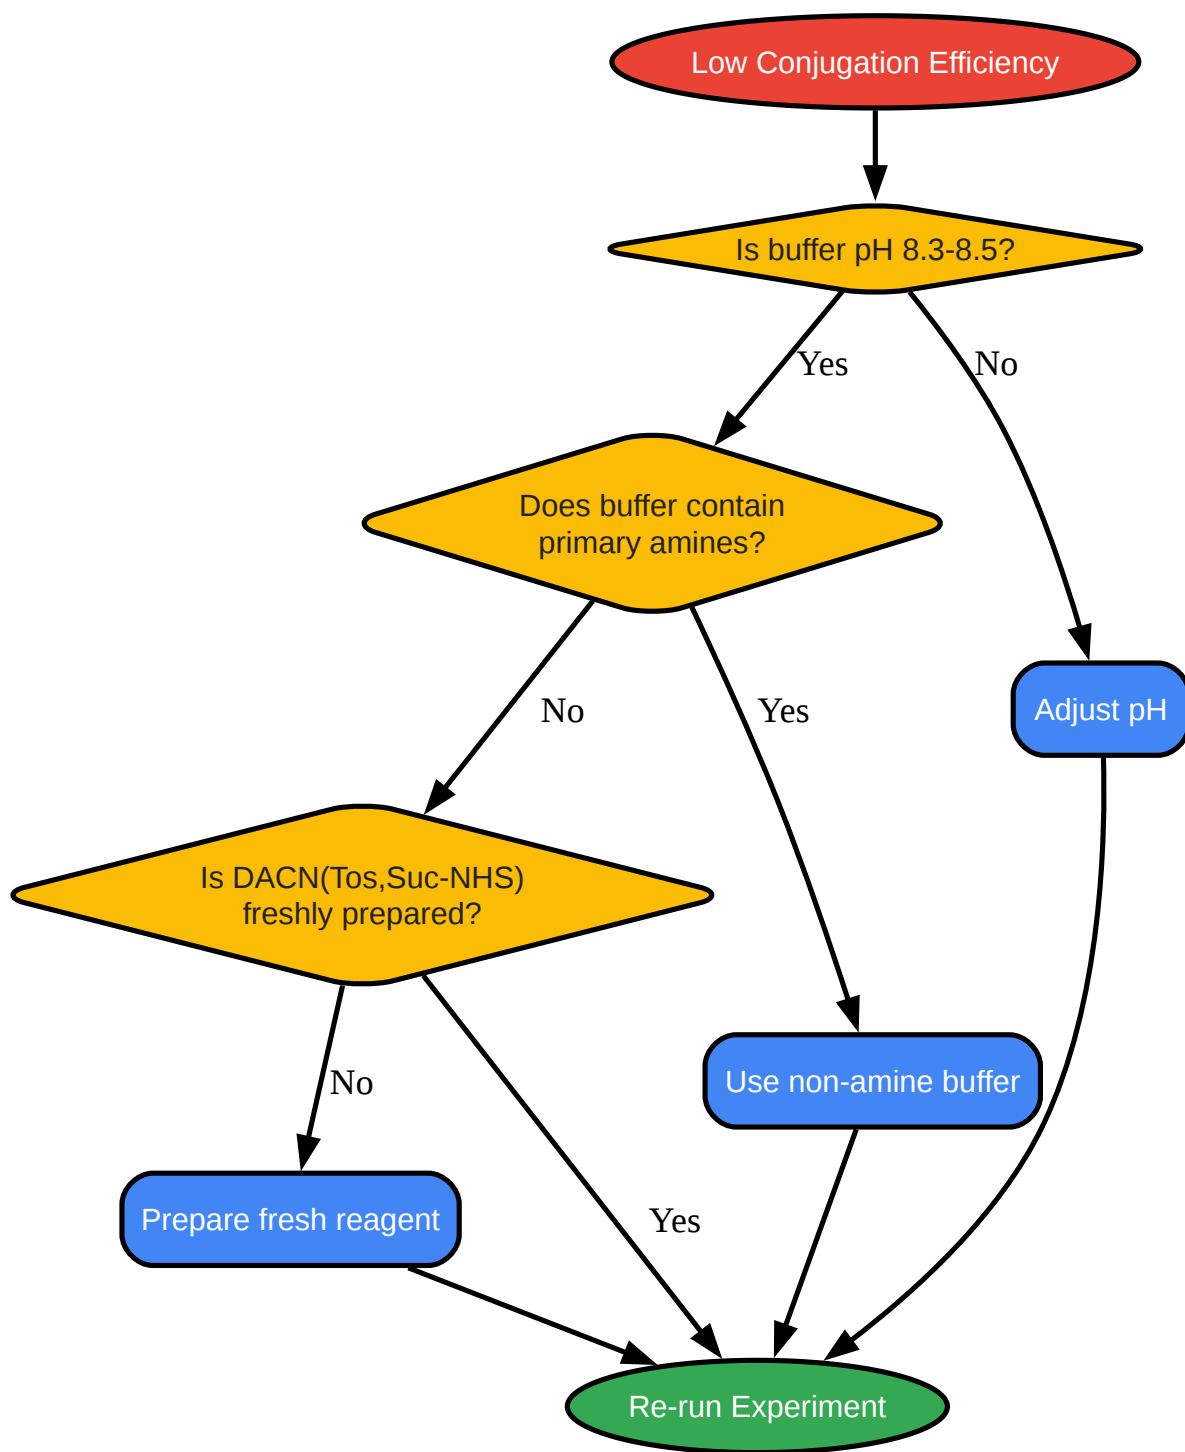 Low Conjugation Efficiency
Is buffer pH 8.3-8.5?
Yes
No
Does buffer contain
primary amines?
No
Yes
Adjust pH
Is DACN(Tos,Suc-NHS)
freshly prepared?
No
Yes
Use non-amine buffer
Prepare fresh reagent
Re-run Experiment